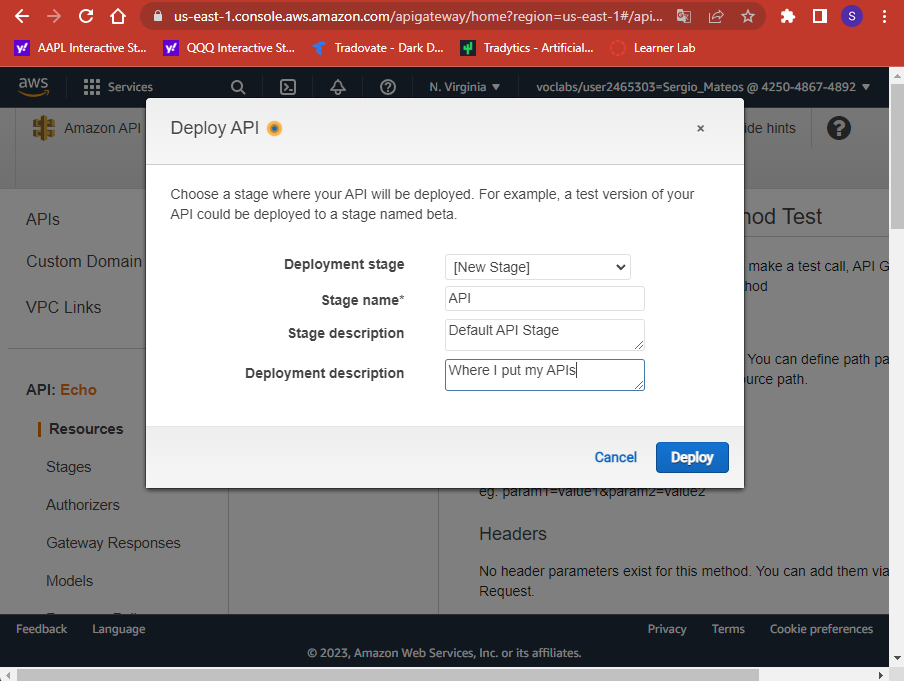 us-east-1.console.aws.amazon.com/apigateway/home?region=us-east-1#/api...
S
AAPL Interactive St...
QQQ Interactive St...
Tradovate - Dark D...
Tradytics - Artificial...
Learner Lab
aws
Services
N. Virginia
voclabs/user2465303=Sergio_Mateos @ 4250-4867-4892
Amazon API
ide hints
Deploy API
×
Choose a stage where your API will be deployed. For example, a test version of your
API could be deployed to a stage named beta.
Deployment stage
[New Stage]
Stage name*
API
Stage description
Default API Stage
Deployment description
Where I put my APIs
Cancel
Deploy
APIs
Custom Domain
VPC Links
API: Echo
Resources
Stages
Authorizers
Gateway Responses
Models
hod Test
make a test call, API G
hod
You can define path pa
urce path.
eg. param1=value1&param2=value2
Headers
No header parameters exist for this method. You can add them via
Request.
Feedback
Language
Privacy
Terms
Cookie preferences
© 2023, Amazon Web Services, Inc. or its affiliates.